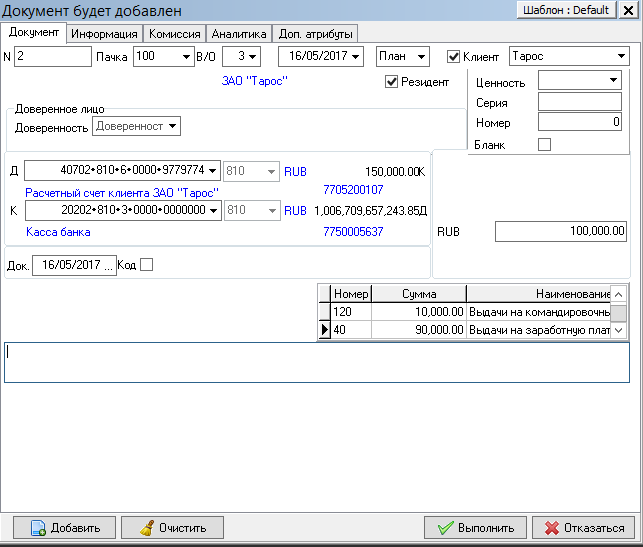 Документ будет добавлен
Шаблон : Default
Документ Информация Комиссия Аналитика Доп. атрибуты
N 2 Пачка 100 В/О 3 16/05/2017 План Клиент Тарос
ЗАО "Тарос" Резидент
Ценность
Серия
Номер 0
Бланк
Доверенное лицо
Доверенность Доверенност
Д 40702•810•6•0000•9779774 810 RUB 150,000.00К
Расчетный счет клиента ЗАО "Тарос" 7705200107
К 20202•810•3•0000•0000000 810 RUB 1,006,709,657,243.85Д
Касса банка 7750005637
RUB 100,000.00
Док. 16/05/2017 ... Код
Номер Сумма Наименование
120 10,000.00 Выдачи на командировочн
40 90,000.00 Выдачи на заработную плат
Добавить Очистить Выполнить Отказаться